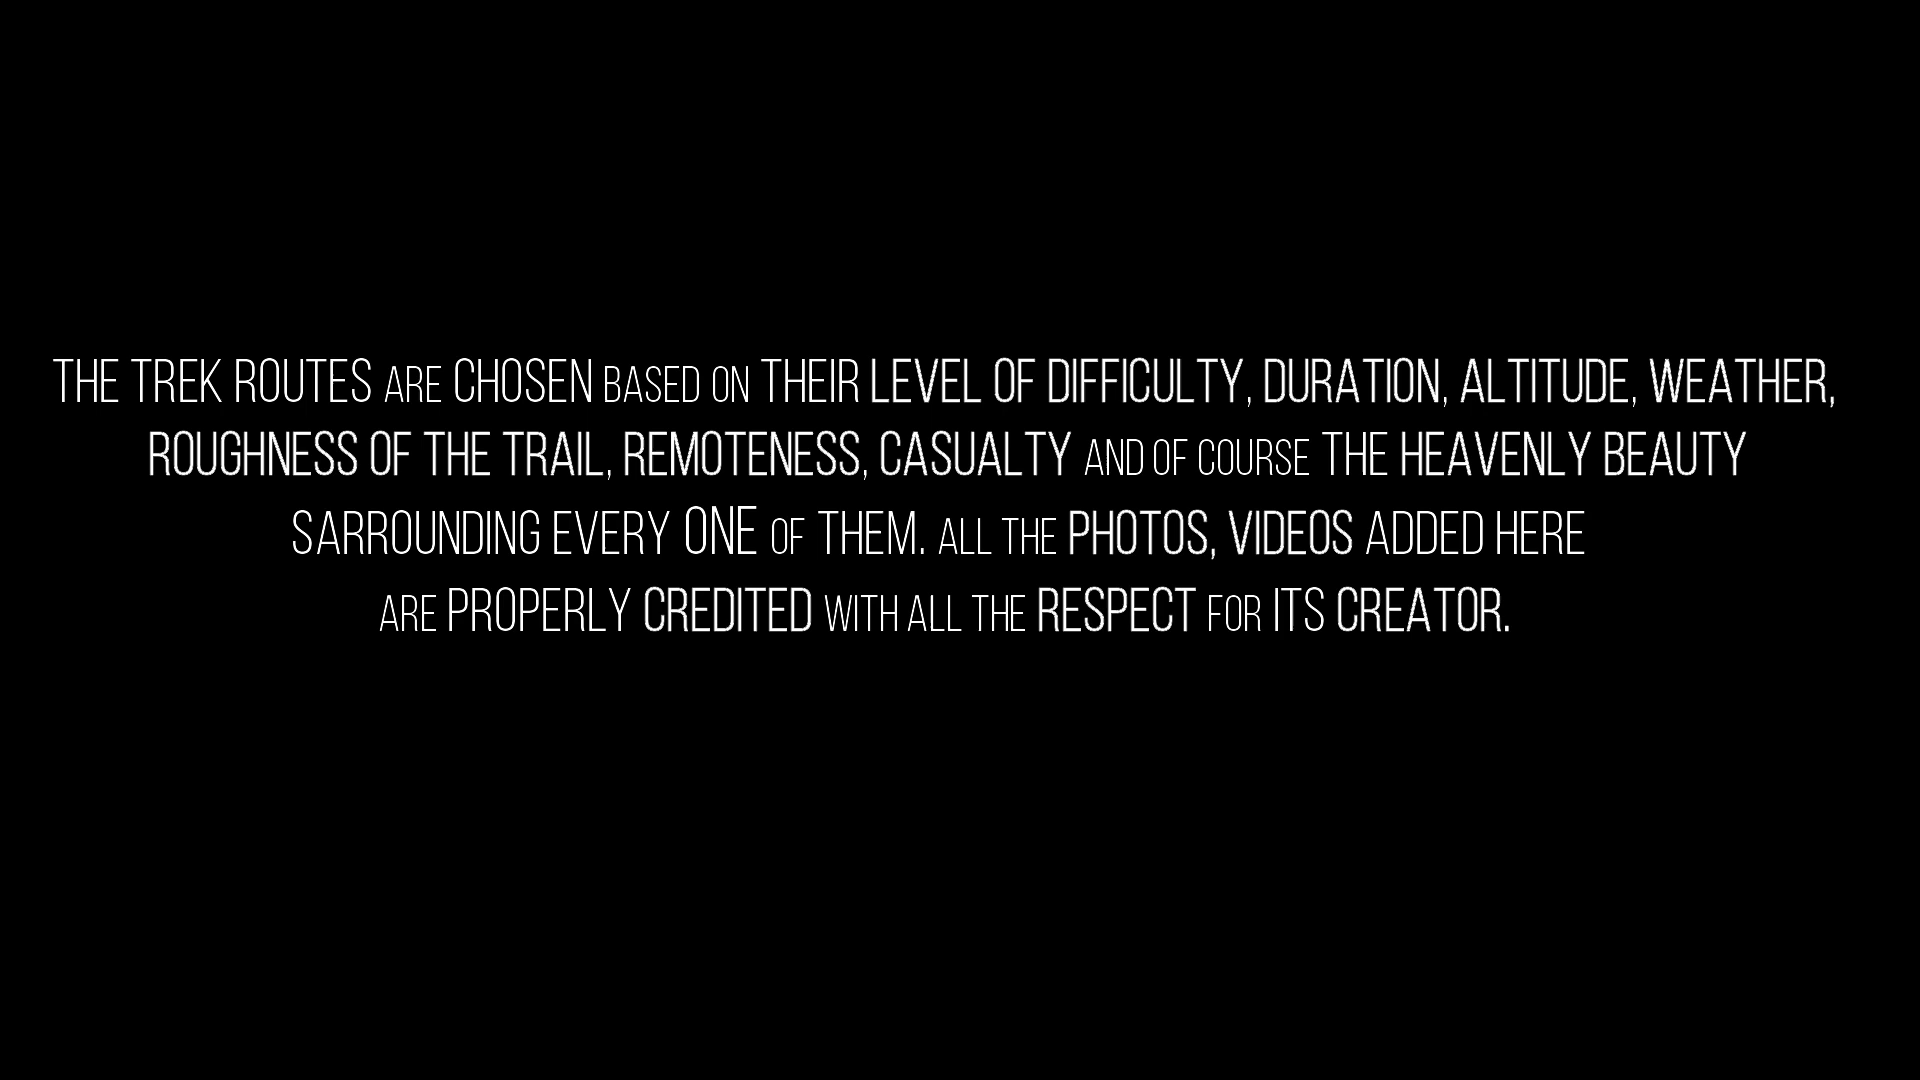 THE TREK ROUTES ARE CHOSEN BASED ON THEIR LEVEL OF DIFFICULTY, DURATION, ALTITUDE, WEATHER,
ROUGHNESS OF THE TRAIL, REMOTENESS, CASUALTY AND OF COURSE THE HEAVENLY BEAUTY
SARROUNDING EVERY ONE OF THEM. ALL THE PHOTOS, VIDEOS ADDED HERE
ARE PROPERLY CREDITED WITH ALL THE RESPECT FOR ITS CREATOR.